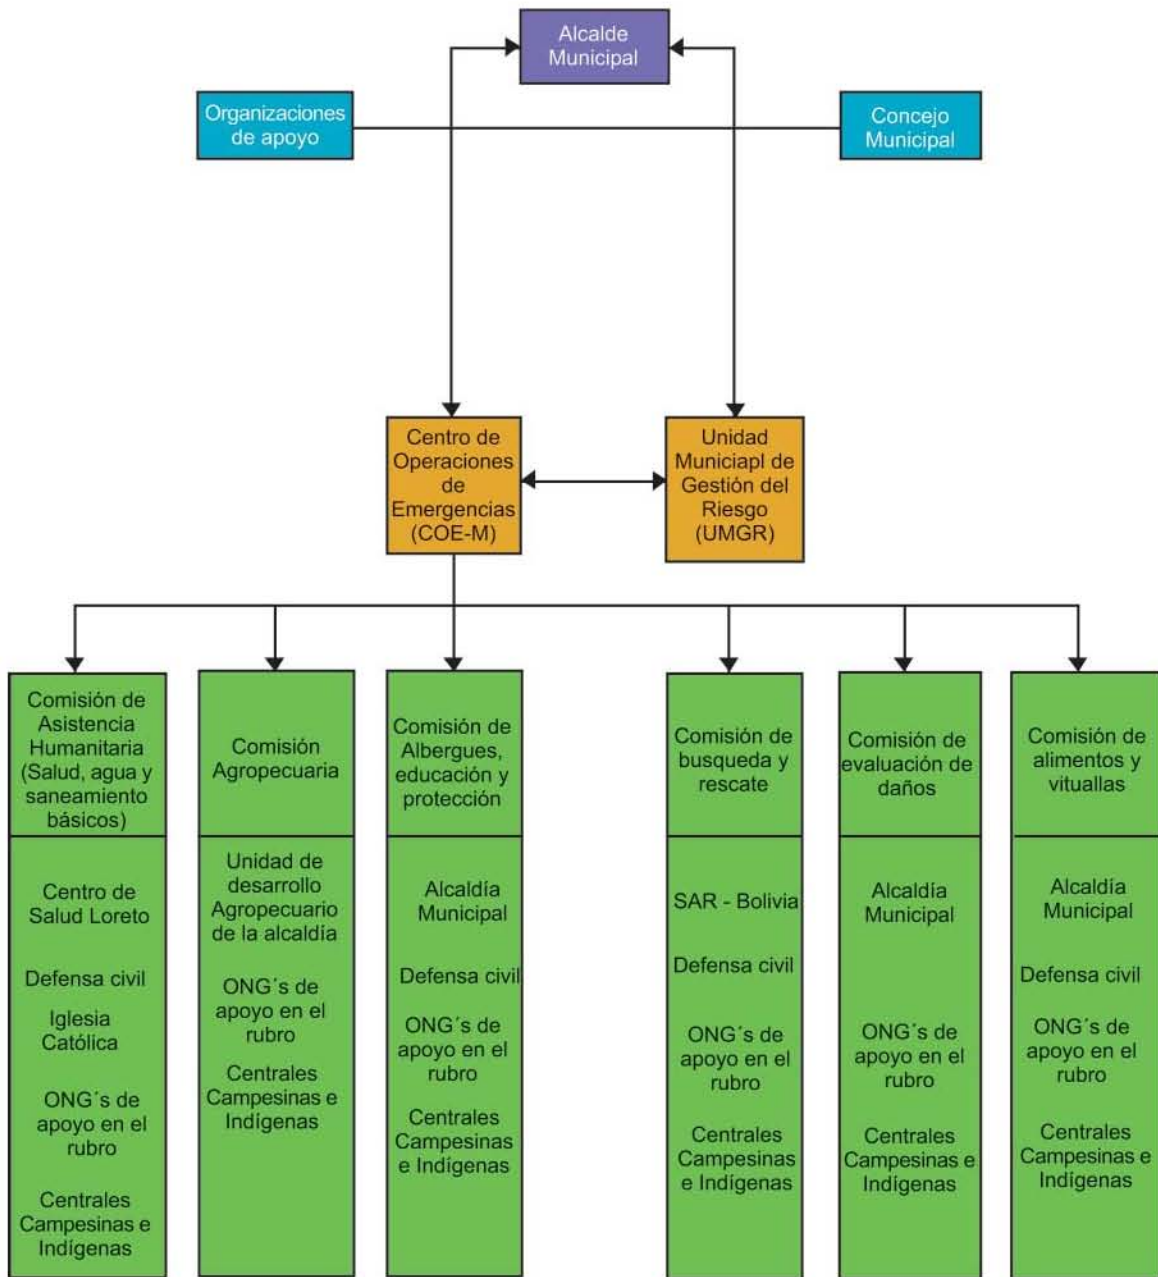 Alcalde
Municipal
Organizaciones
de apoyo
Concejo
Municipal
Centro de
Operaciones
de
Emergencias
(COE-M)
Unidad
Municiapl de
Gestión del
Riesgo
(UMGR)
Comisión de
Asistencia
Humanitaria
(Salud, agua y
saneamiento
básicos)
Centro de
Salud Loreto
Defensa civil
Iglesia
Católica
ONG´s de
apoyo en el
rubro
Centrales
Campesinas e
Indígenas
Comisión
Agropecuaria
Unidad de
desarrollo
Agropecuario
de la alcaldía
ONG´s de
apoyo en el
rubro
Centrales
Campesinas e
Indígenas
Comisión de
Albergues,
educación y
protección
Alcaldía
Municipal
Defensa civil
ONG´s de
apoyo en el
rubro
Centrales
Campesinas
e Indígenas
Comisión de
busqueda y
rescate
SAR - Bolivia
Defensa civil
ONG´s de
apoyo en el
rubro
Centrales
Campesinas
e Indígenas
Comisión de
evaluación de
daños
Alcaldía
Municipal
ONG´s de
apoyo en el
rubro
Centrales
Campesinas e
Indígenas
Comisión de
alimentos y
vituallas
Alcaldía
Municipal
Defensa civil
ONG´s de
apoyo en el
rubro
Centrales
Campesinas e
Indígenas